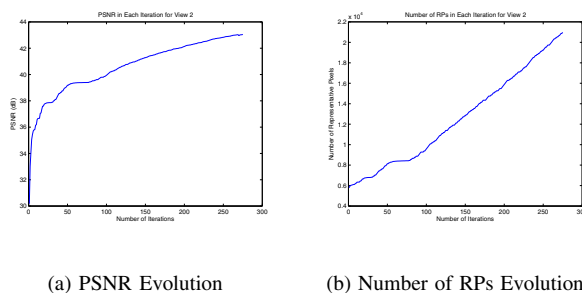 PSNR in Each Iteration for View 2
44
42
40
38
36
34
32
30
PSNR (dB)
0 50 100 150 200 250 300
Number of Iterations
(a) PSNR Evolution
Number of RPs in Each Iteration for View 2
x 10^4
2.2
2
1.8
1.6
1.4
1.2
1
0.8
0.6
0.4
Number of Representative Pixels
0 50 100 150 200 250 300
Number of Iterations
(b) Number of RPs Evolution